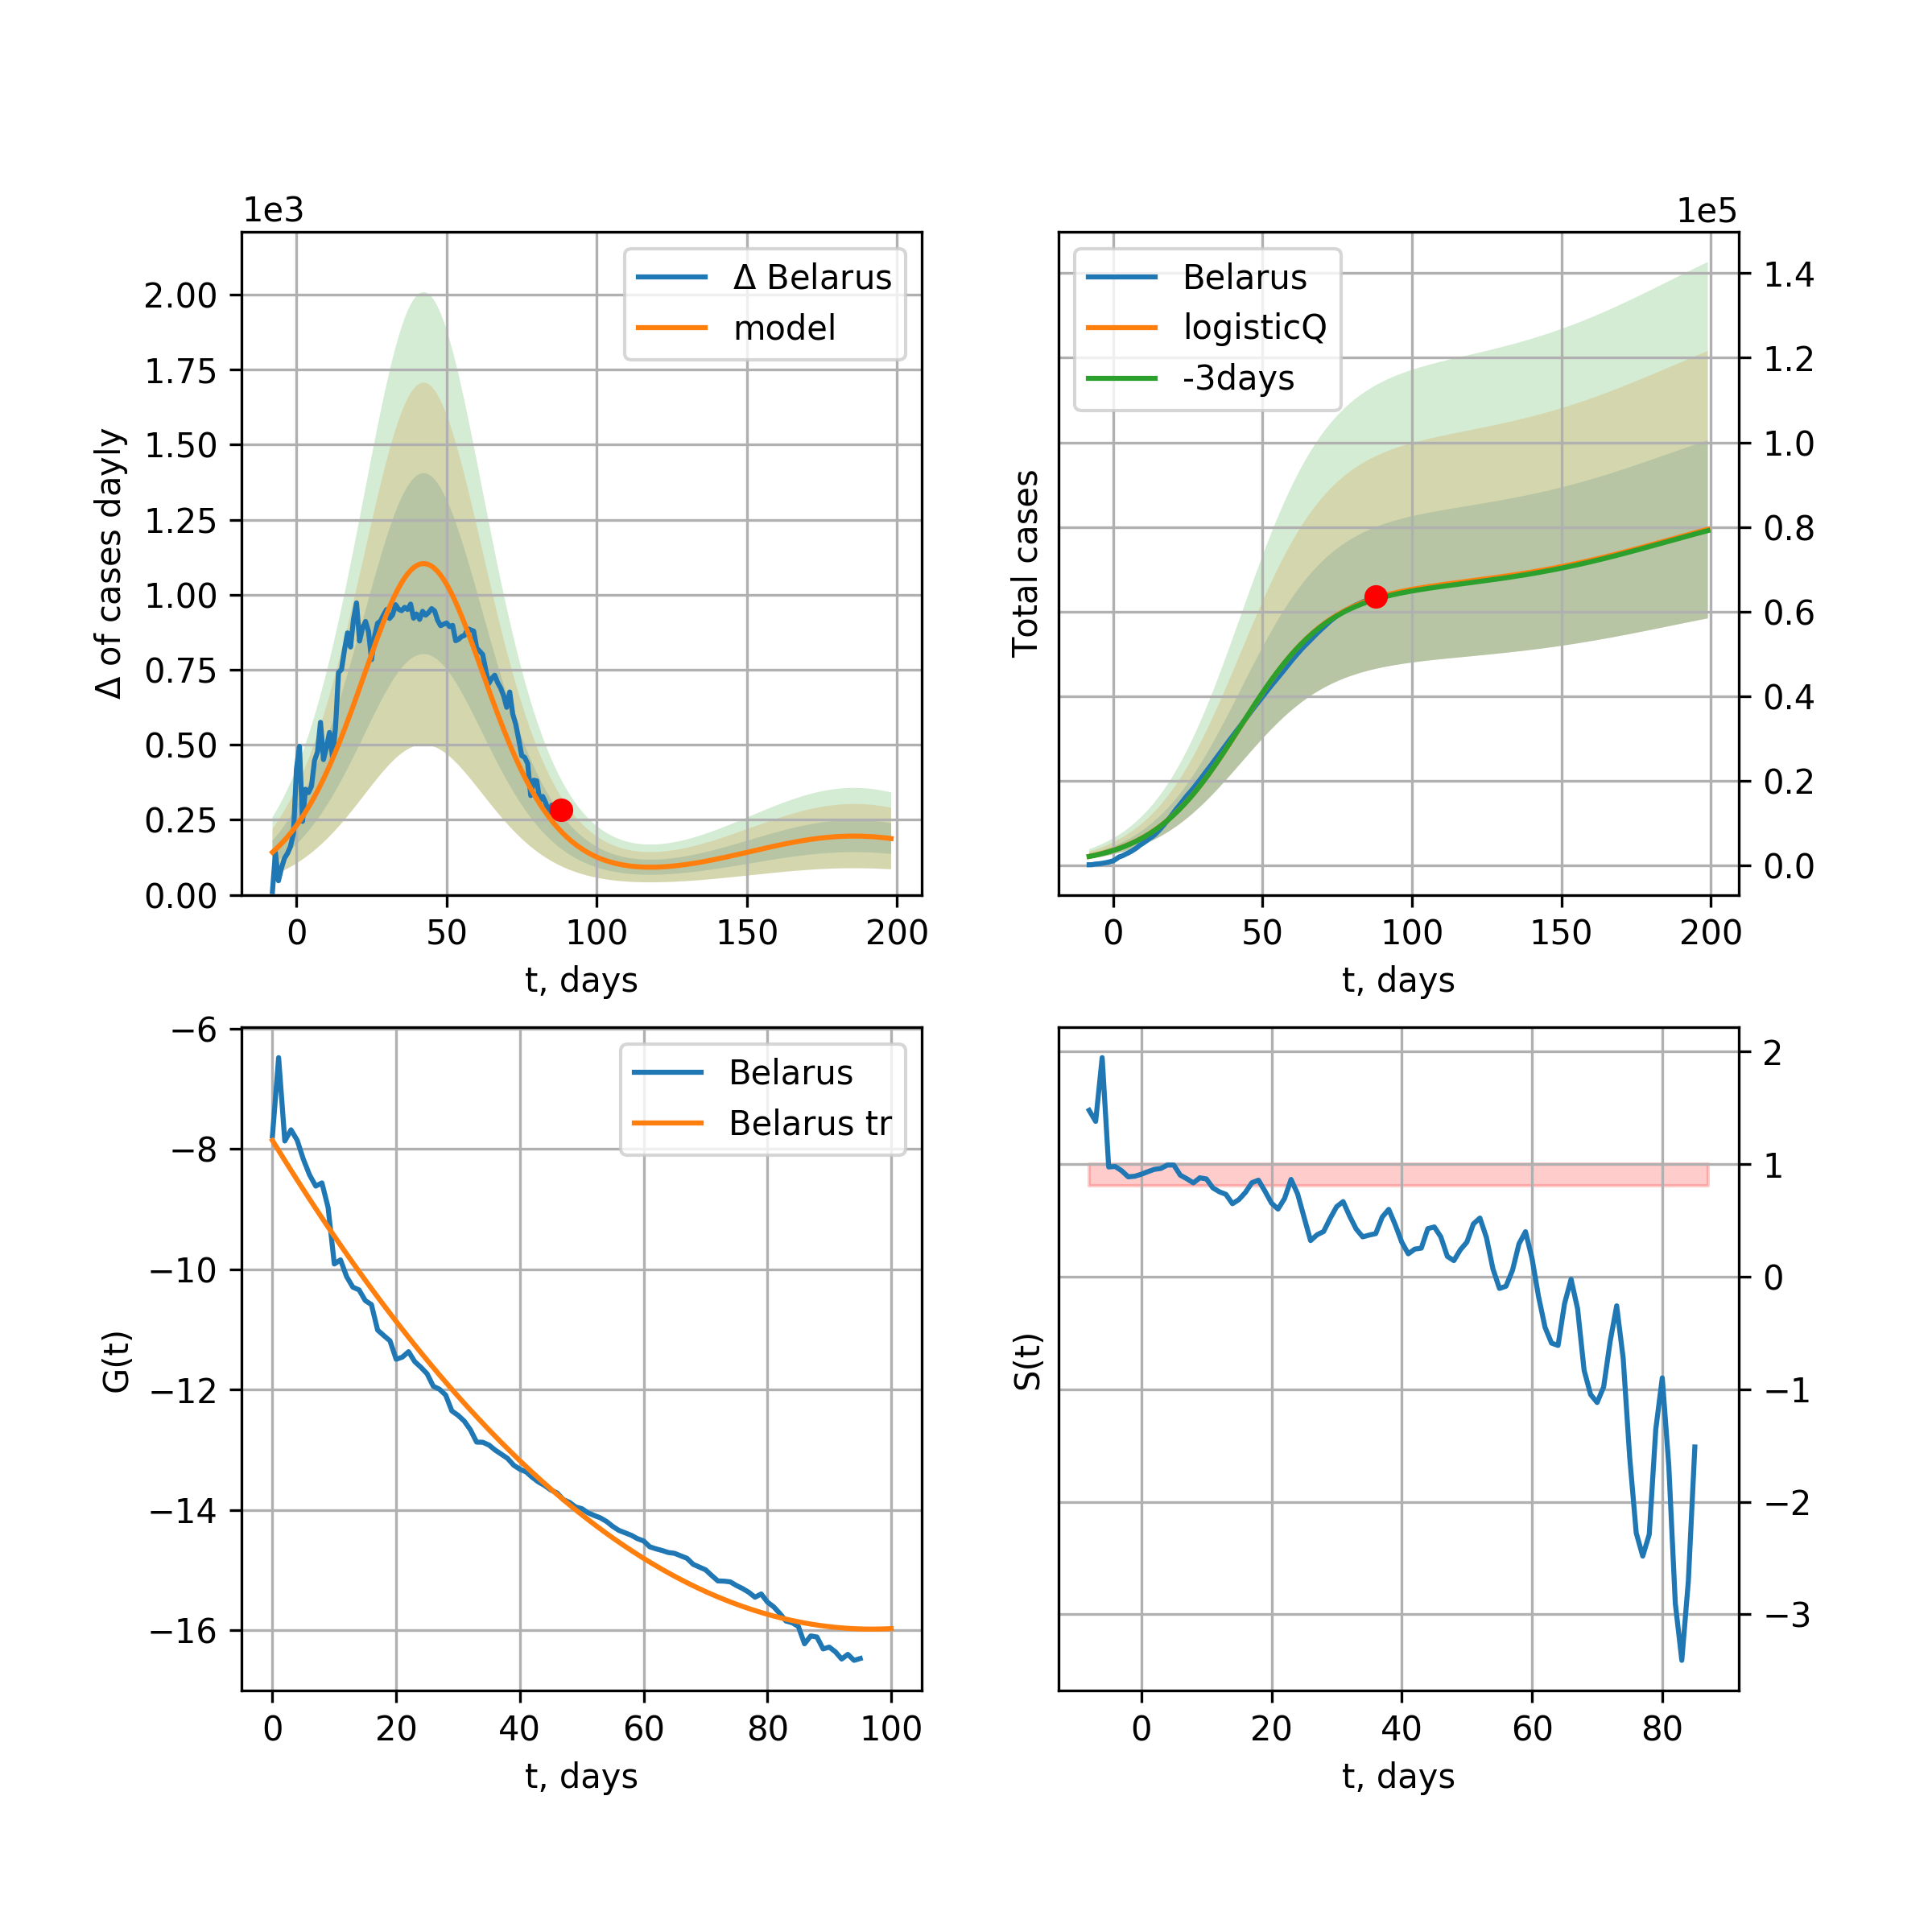 1e3
Δ of cases dayly
2.00
1.75
1.50
1.25
1.00
0.75
0.50
0.25
0.00
Δ Belarus
model
0 50 100 150 200
t, days
1e5
Total cases
Belarus
logisticQ
-3days
1.4
1.2
1.0
0.8
0.6
0.4
0.2
0.0
0 50 100 150 200
t, days
G(t)
−6
−8
−10
−12
−14
−16
Belarus
Belarus tr
0 20 40 60 80 100
t, days
S(t)
2
1
0
−1
−2
−3
0 20 40 60 80
t, days